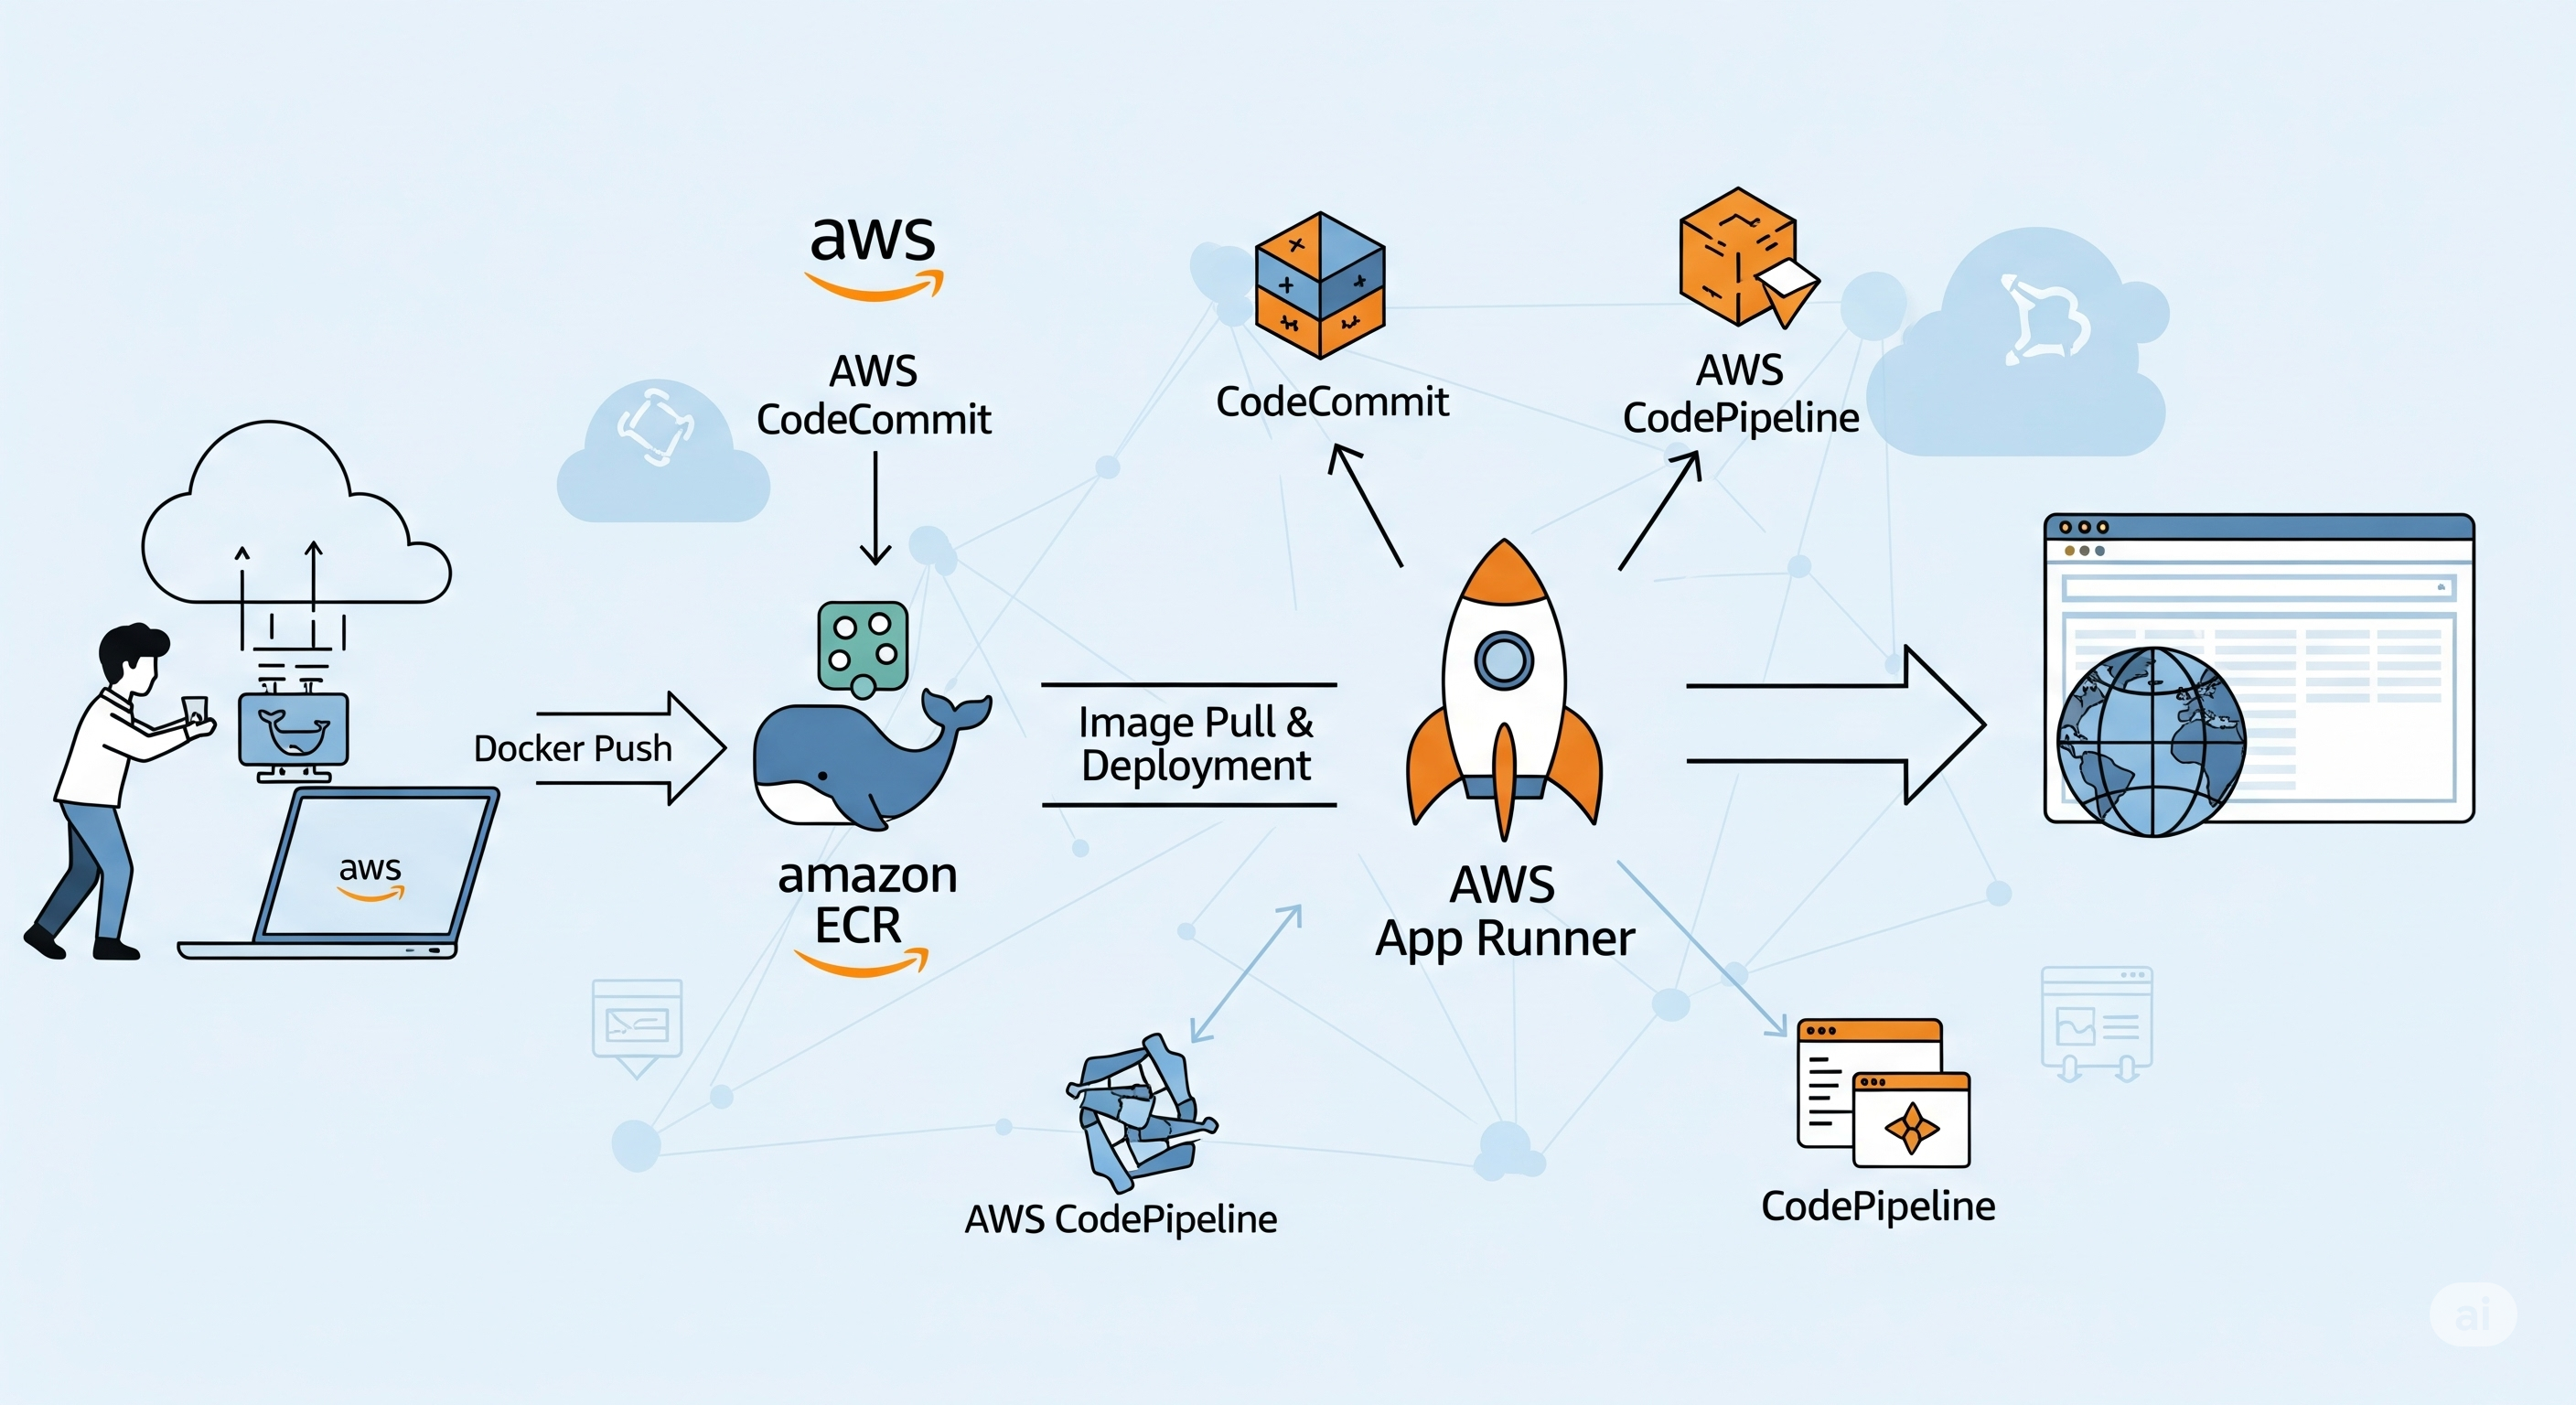 aws
AWS
CodeCommit
CodeCommit
AWS
CodePipeline
Docker Push
Image Pull &
Deployment
aws
amazon
ECR
AWS
App Runner
AWS CodePipeline
CodePipeline
ai